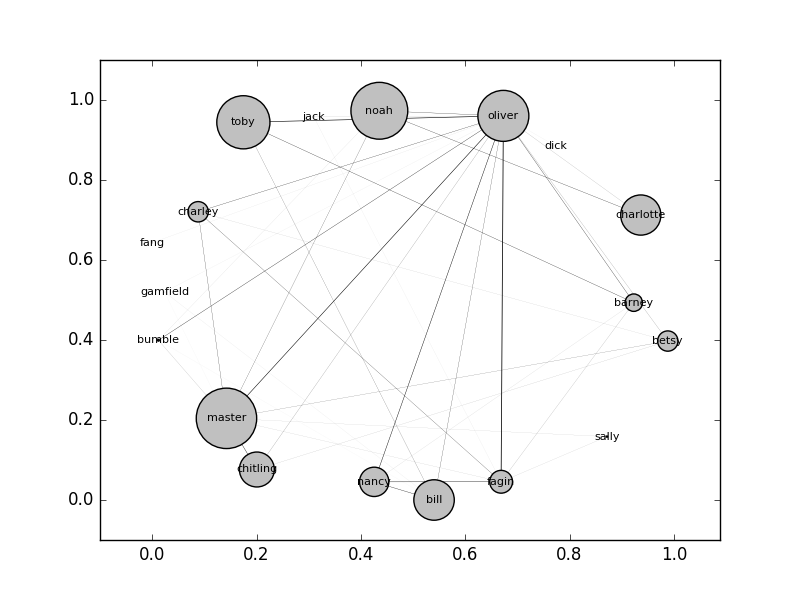 1.0
0.8
0.6
0.4
0.2
0.0
0.0
0.2
0.4
0.6
0.8
1.0
toby
jack
noah
oliver
dick
charley
charlotte
fang
gamfield
barney
bumble
betsy
master
sally
chitling
nancy
fagin
bill